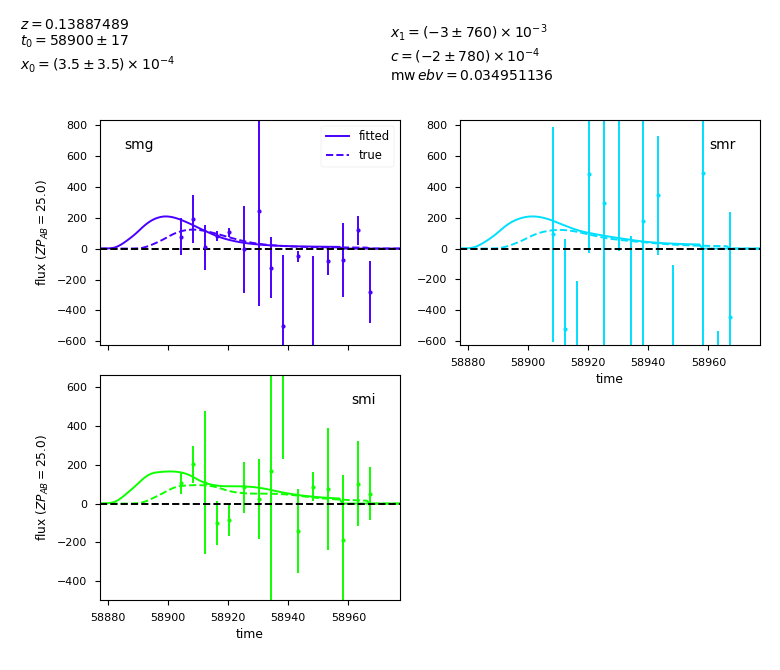 z = 0.13887489
t₀ = 58900 ± 17
x₀ = (3.5 ± 3.5) × 10⁻⁴
x₁ = (−3 ± 760) × 10⁻³
c = (−2 ± 780) × 10⁻⁴
mw ebv = 0.034951136
smg
fitted
true
800
600
400
200
0
−200
−400
−600
flux (ZP_AB = 25.0)
smr
800
600
400
200
0
−200
−400
−600
58880 58900 58920 58940 58960
time
smi
600
400
200
0
−200
−400
flux (ZP_AB = 25.0)
58880 58900 58920 58940 58960
time